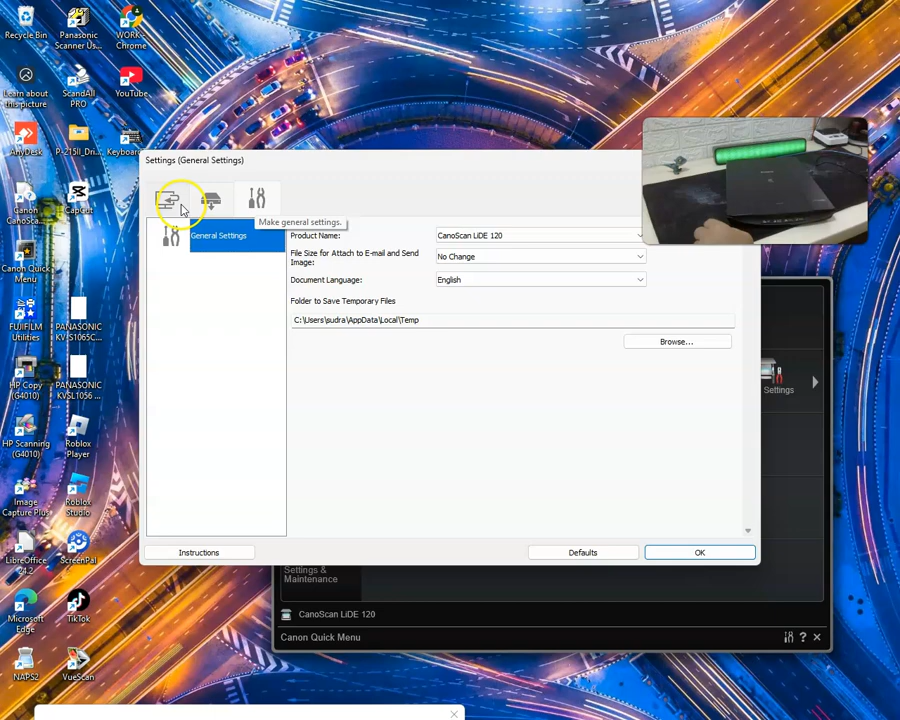 Recycle Bin
Panasonic
Scanner Us...
WORK -
Chrome
Learn about
this picture
ScandAll
PRO
YouTube
AnyDesk
P-215II_Dri...
Keyboard
Canon
CanoSca...
CapCut
Canon Quick
Menu
FUJIFILM
Utilities
PANASONIC
KV-S1065C...
HP Copy
(G4010)
PANASONIC
KVSL1056 ...
HP Scanning
(G4010)
Roblox
Player
Image
Capture Plus
Roblox
Studio
LibreOffice
24.2
ScreenPal
Microsoft
Edge
TikTok
NAPS2
VueScan
Settings (General Settings)
Make general settings.
General Settings
Product Name:
CanoScan LiDE 120
File Size for Attach to E-mail and Send
Image:
No Change
Document Language:
English
Folder to Save Temporary Files
C:\Users\sudra\AppData\Local\Temp
Browse...
Instructions
Defaults
OK
Settings
Settings &
Maintenance
CanoScan LiDE 120
Canon Quick Menu